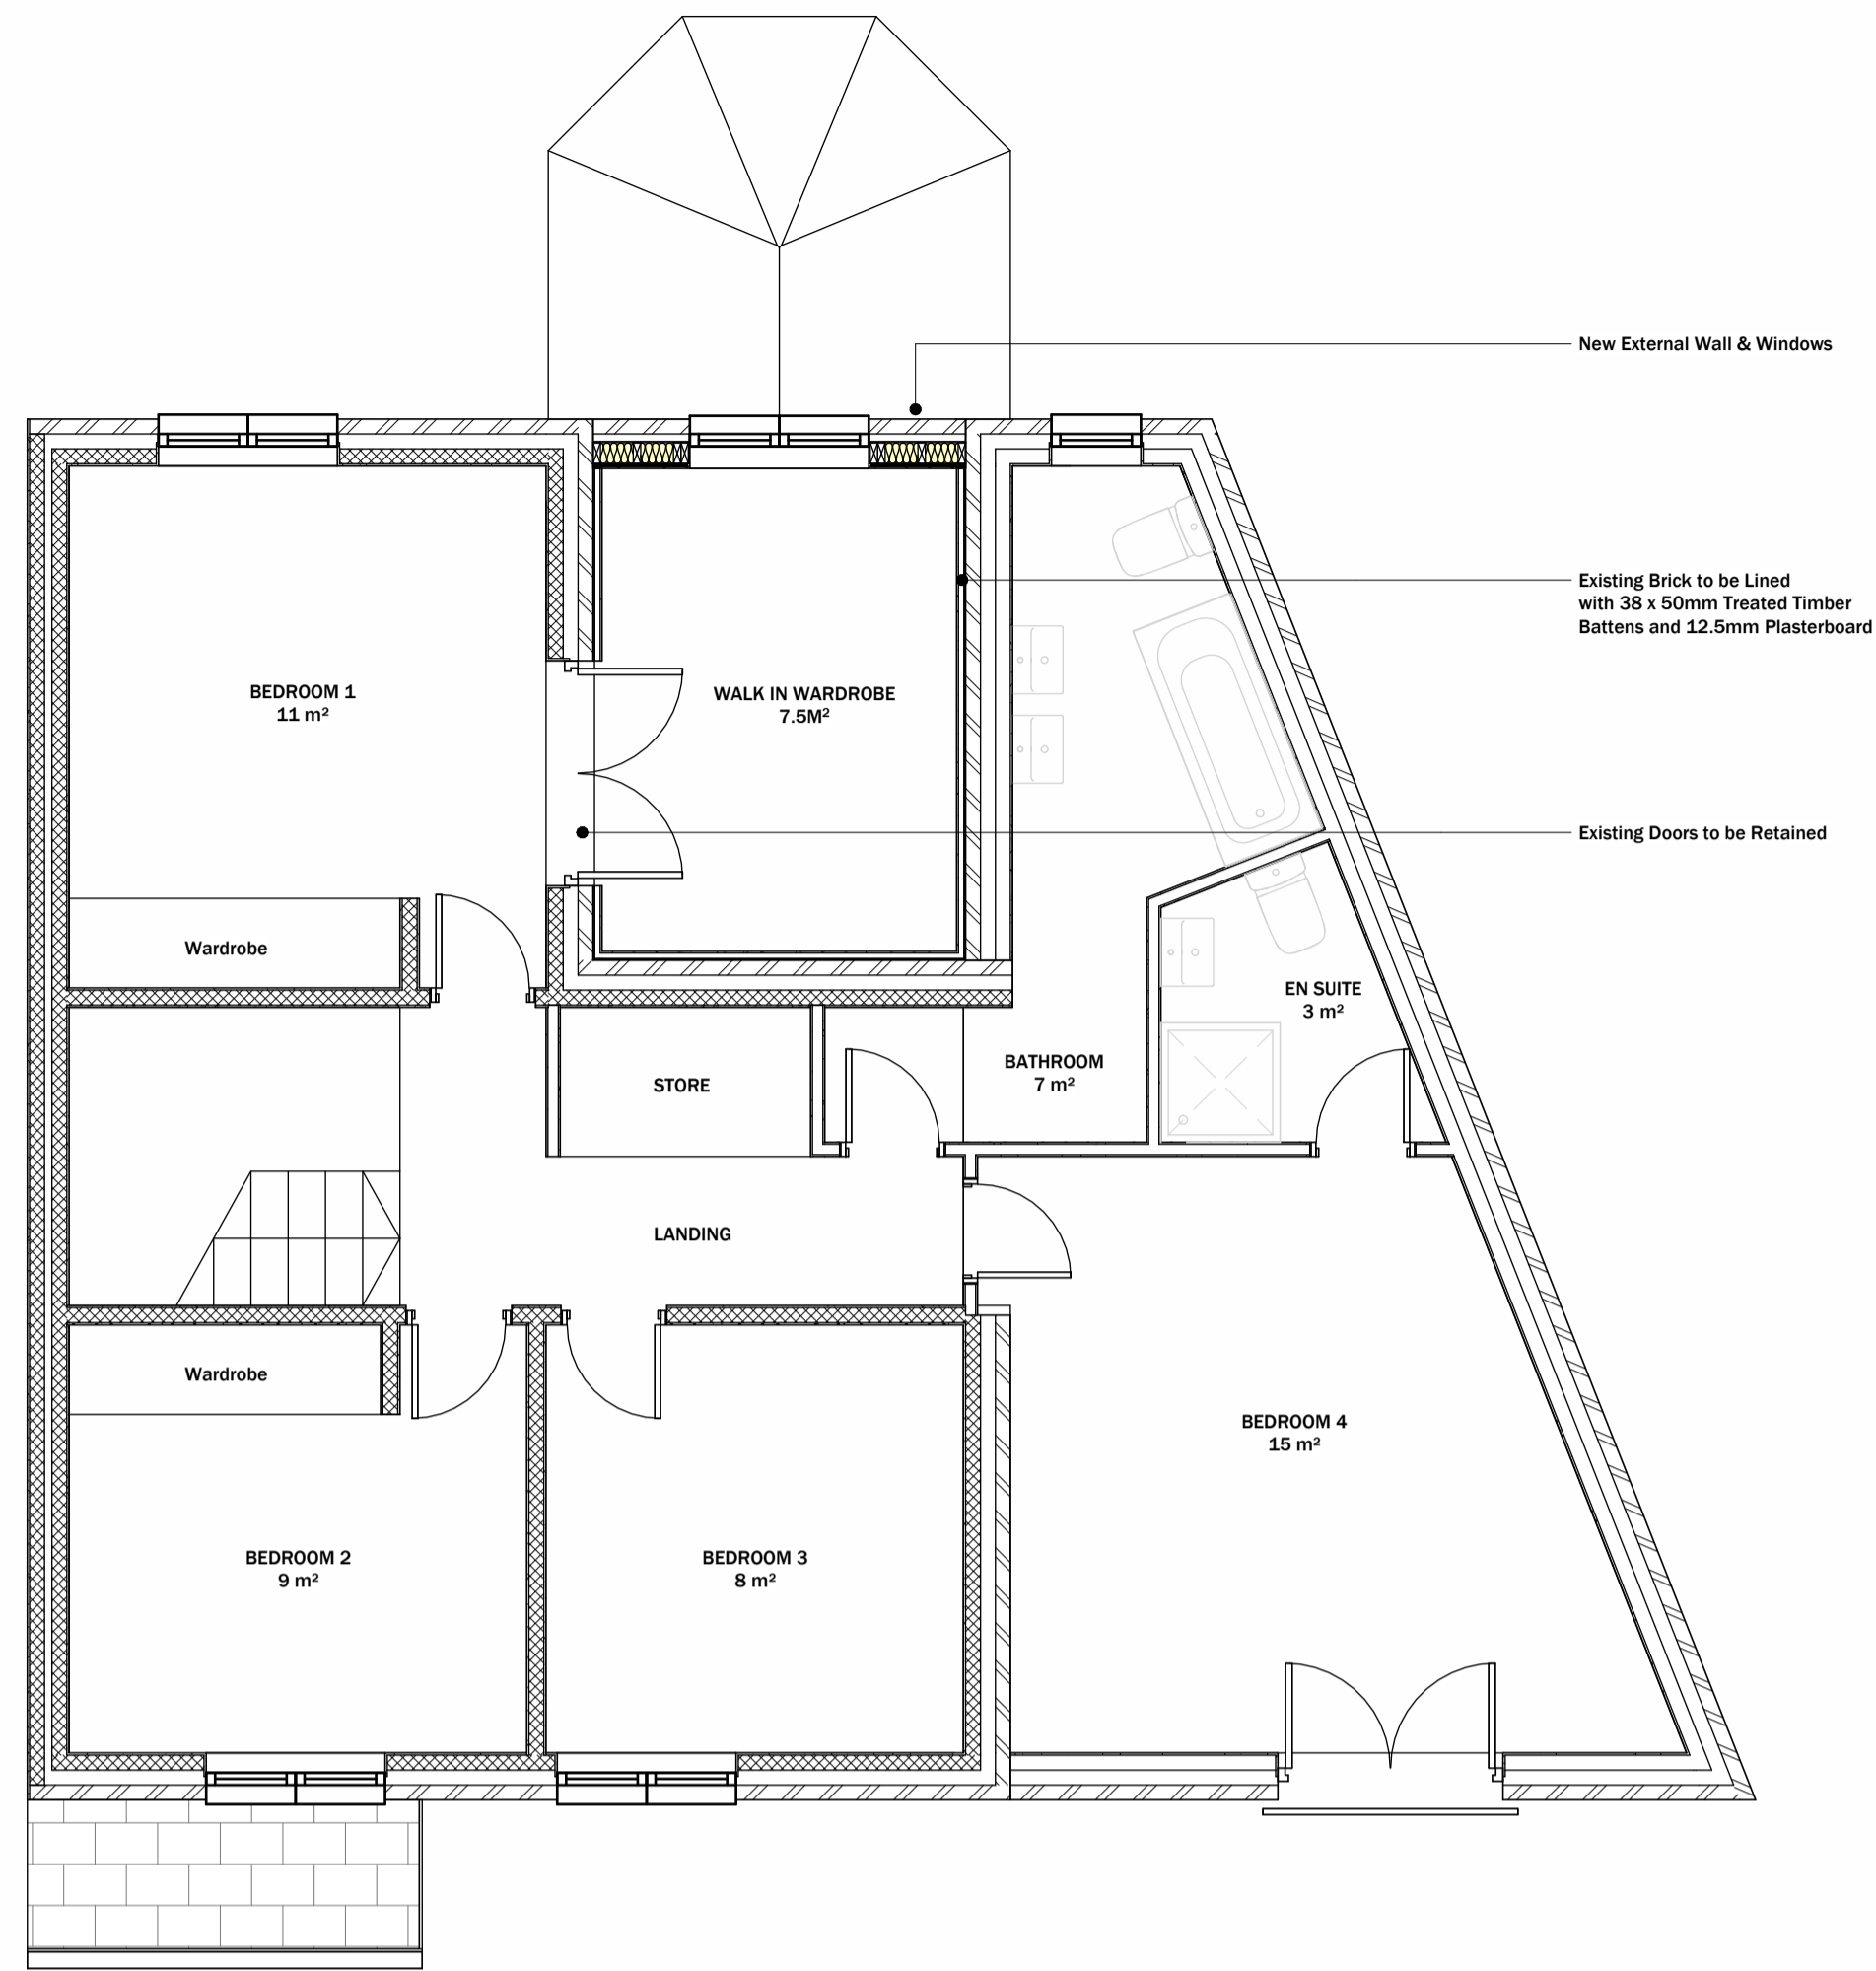 New External Wall & Windows
Existing Brick to be Lined
with 38 x 50mm Treated Timber
Battens and 12.5mm Plasterboard
BEDROOM 1
11 m²
WALK IN WARDROBE
7.5M²
Existing Doors to be Retained
Wardrobe
EN SUITE
3 m²
BATHROOM
7 m²
STORE
LANDING
Wardrobe
BEDROOM 4
15 m²
BEDROOM 2
9 m²
BEDROOM 3
8 m²